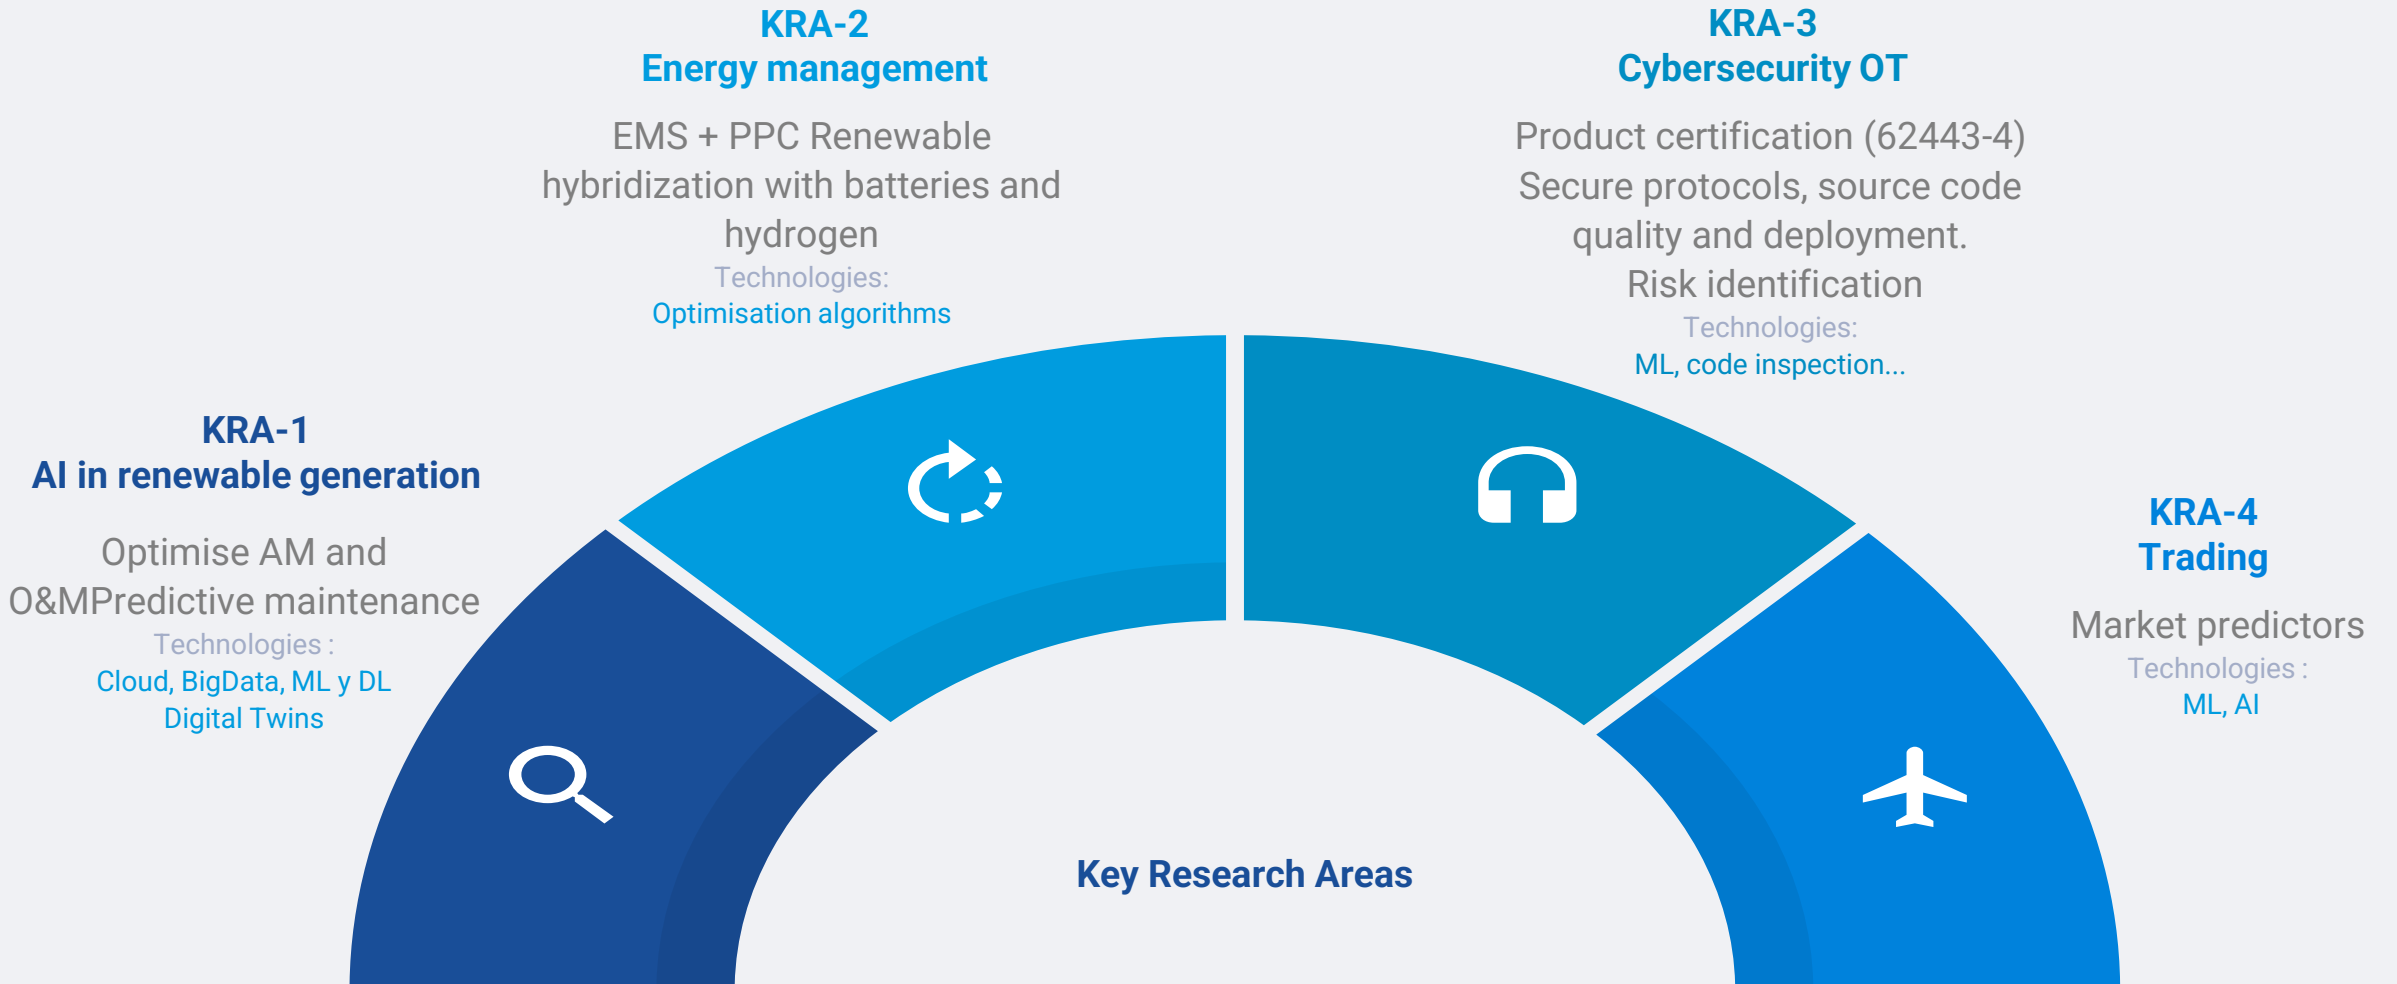 KRA-1
AI in renewable generation
Optimise AM and
O&MPredictive maintenance
Technologies :
Cloud, BigData, ML y DL
Digital Twins
KRA-2
Energy management
EMS + PPC Renewable
hybridization with batteries and
hydrogen
Technologies:
Optimisation algorithms
KRA-3
Cybersecurity OT
Product certification (62443-4)
Secure protocols, source code
quality and deployment.
Risk identification
Technologies:
ML, code inspection...
KRA-4
Trading
Market predictors
Technologies :
ML, AI
Key Research Areas